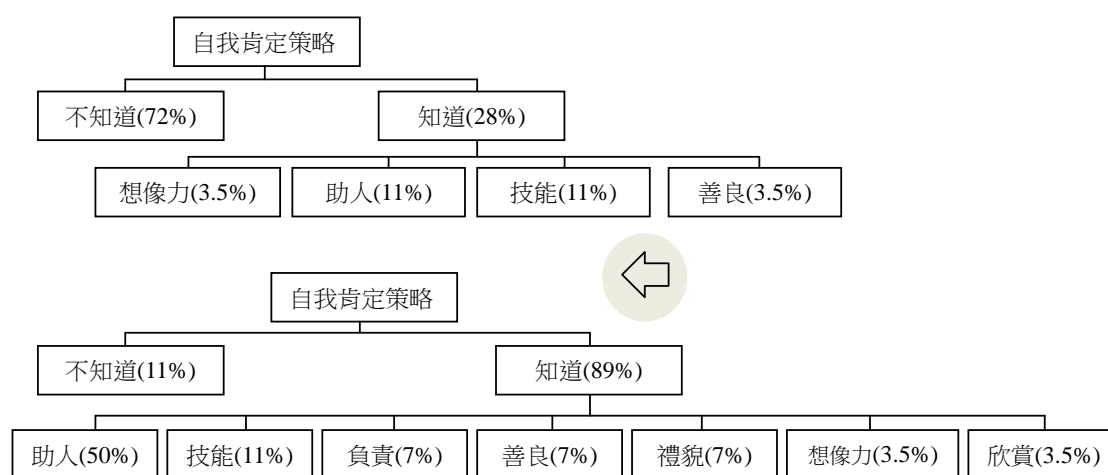 自我肯定策略
不知道(72%) 知道(28%)
想像力(3.5%) 助人(11%) 技能(11%) 善良(3.5%)
自我肯定策略
不知道(11%) 知道(89%)
助人(50%) 技能(11%) 負責(7%) 善良(7%) 禮貌(7%) 想像力(3.5%) 欣賞(3.5%)